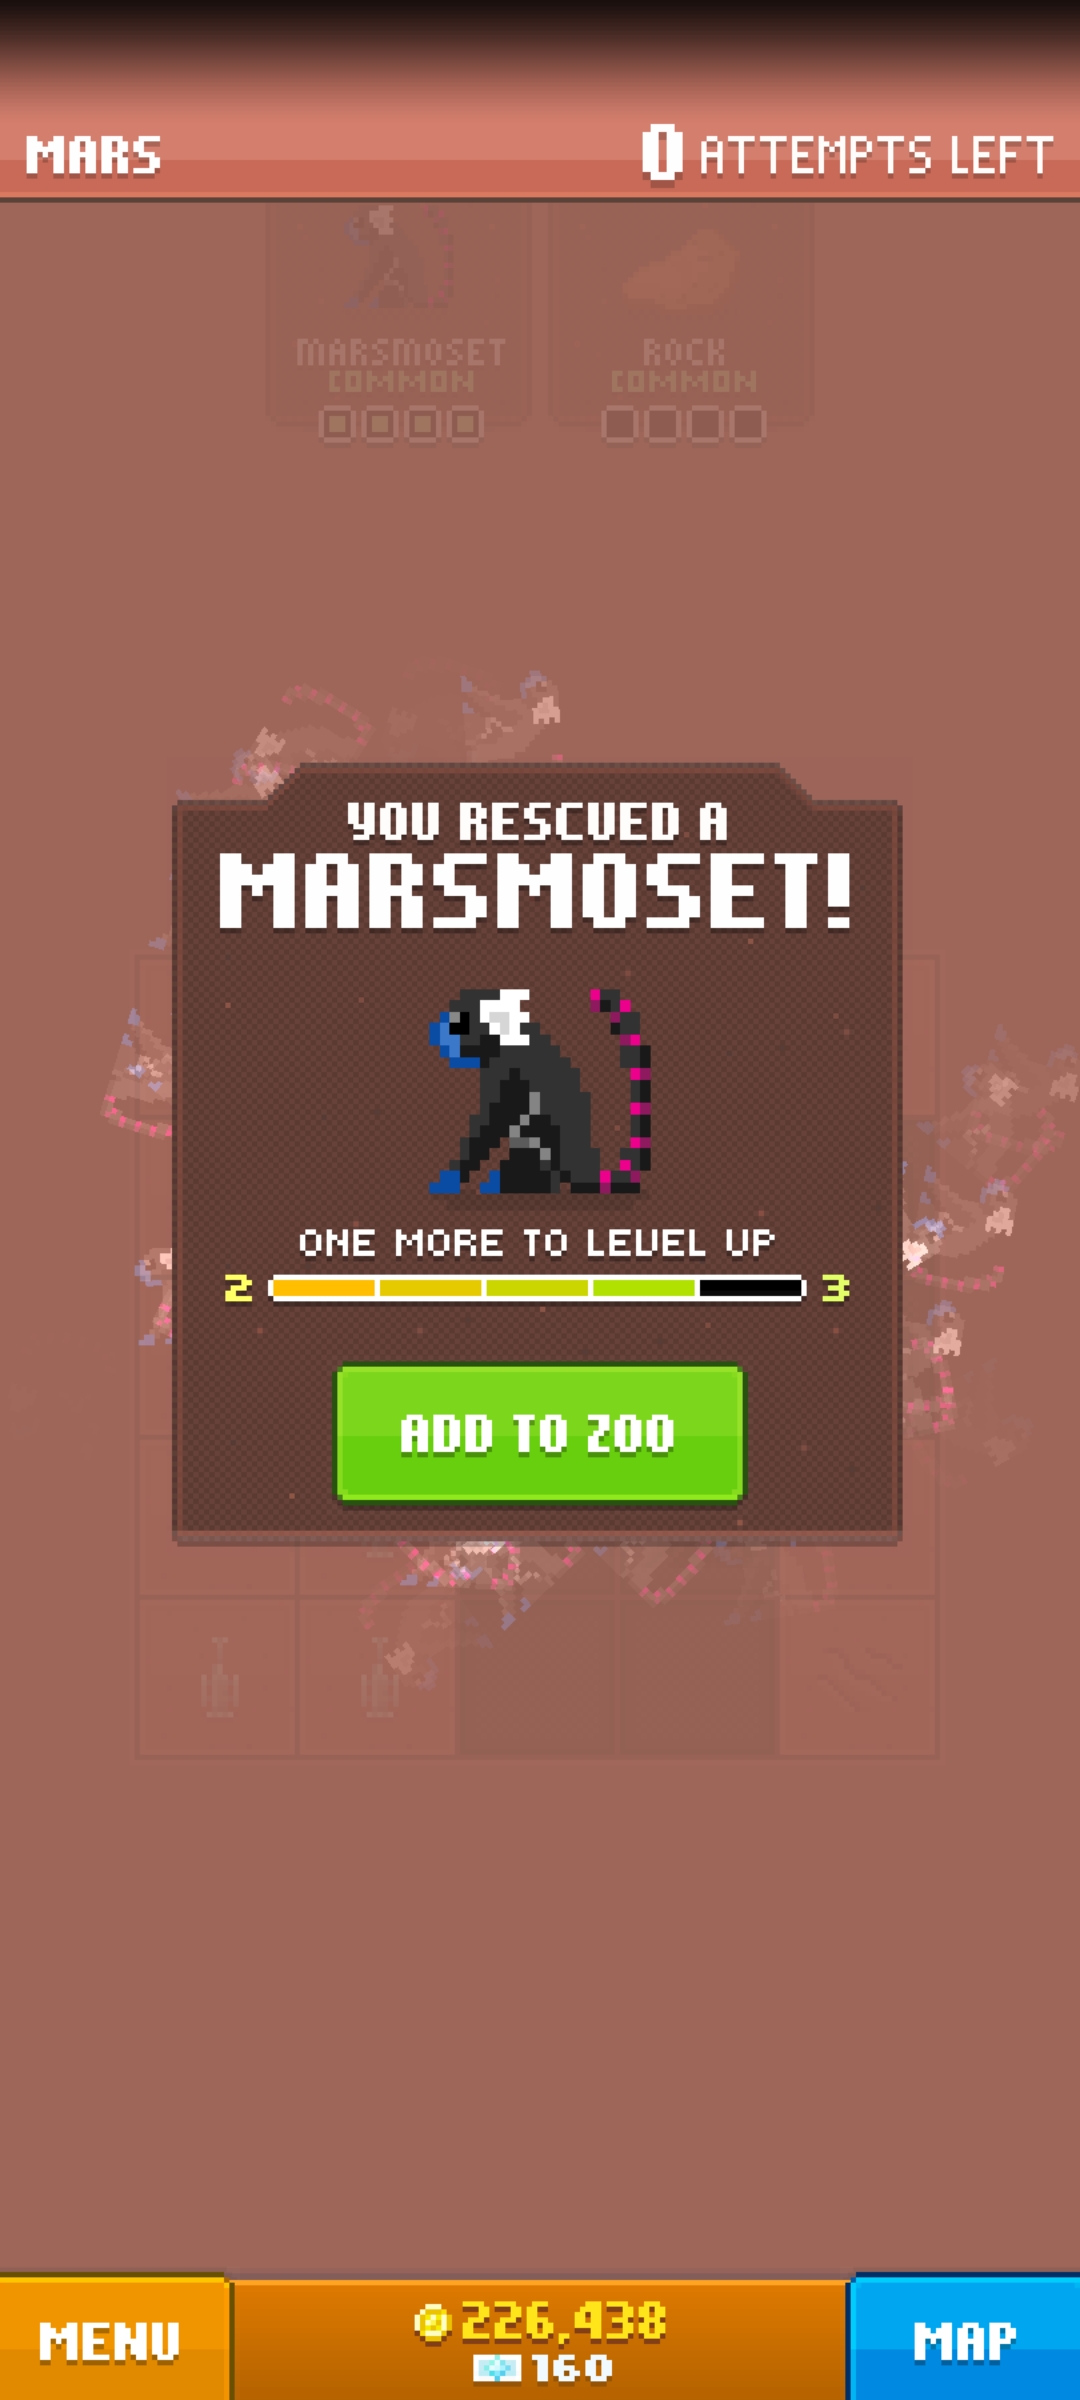 MARS
0 ATTEMPTS LEFT
MARSMOSET
COMMON
ROCK
COMMON
YOU RESCUED A
MARSMOSET!
ONE MORE TO LEVEL UP
2
3
ADD TO ZOO
MENU
226,438
160
MAP